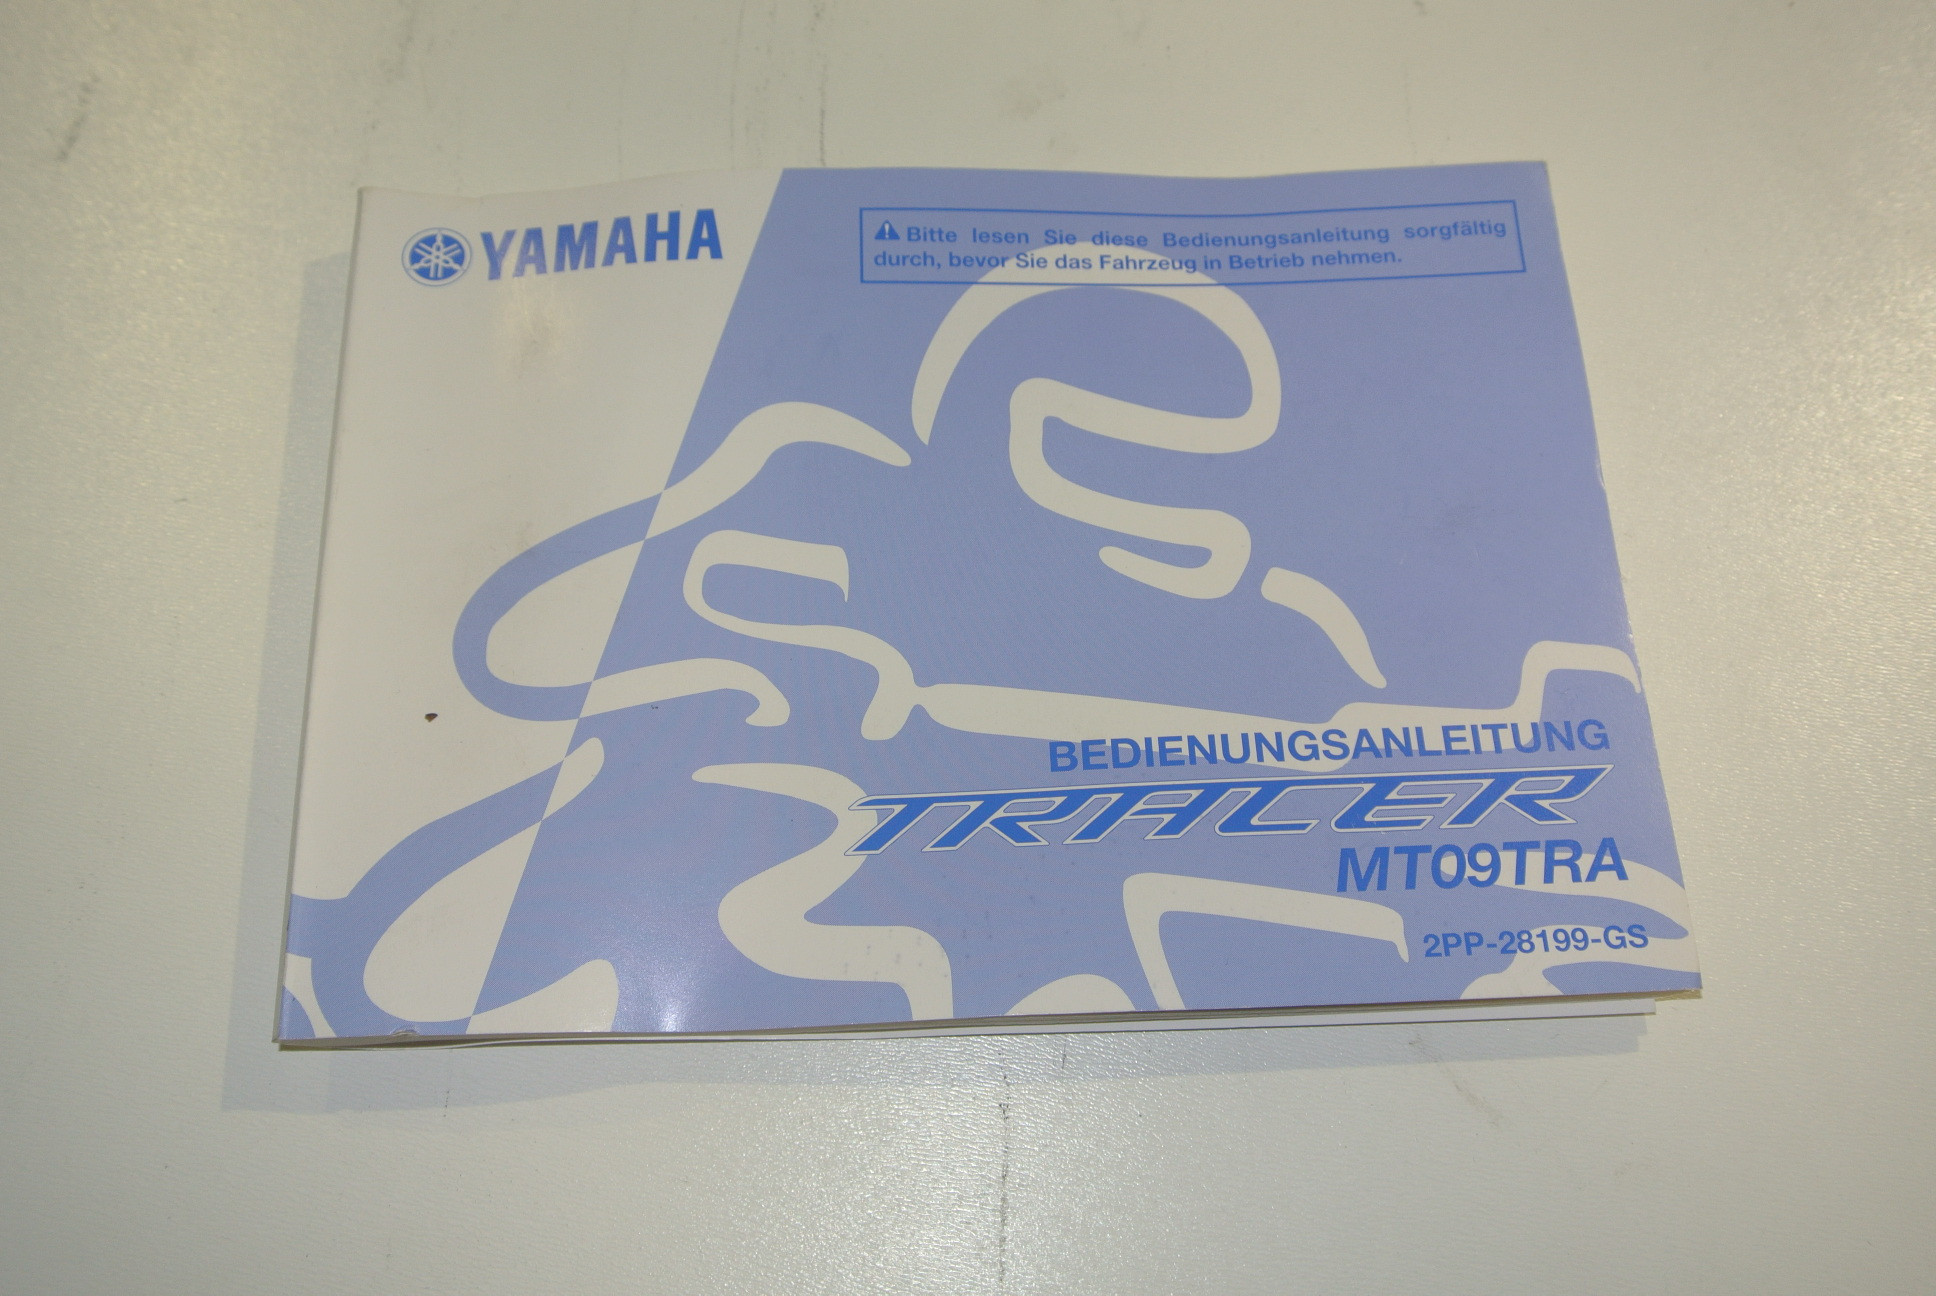 YAMAHA
⚠ Bitte lesen Sie diese Bedienungsanleitung sorgfältig
durch, bevor Sie das Fahrzeug in Betrieb nehmen.
BEDIENUNGSANLEITUNG
TRACER
MT09TRA
2PP-28199-GS